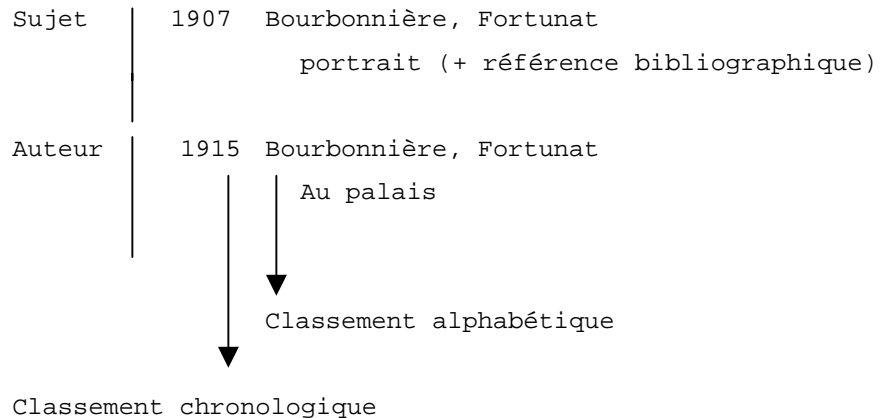 Sujet 1907 Bourbonnière, Fortunat
portrait (+ référence bibliographique)
Auteur 1915 Bourbonnière, Fortunat
Au palais
Classement alphabétique
Classement chronologique